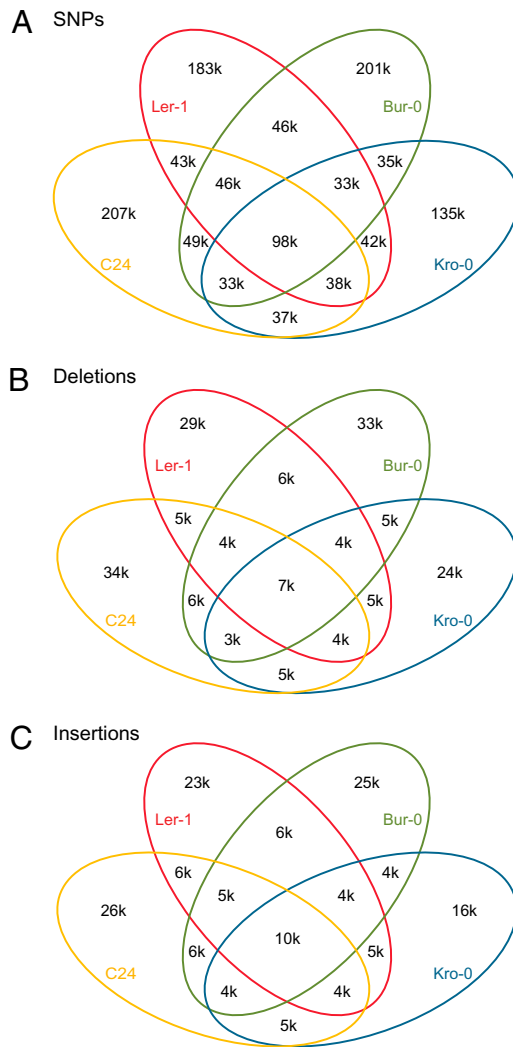 A SNPs
183k 201k
Ler-1 Bur-0
46k
43k 35k
46k 33k
207k 135k
49k 98k 42k
C24 Kro-0
33k 38k
37k
B Deletions
29k 33k
Ler-1 Bur-0
6k
5k 5k
4k 4k
34k 24k
7k
6k 5k
C24 Kro-0
3k 4k
5k
C Insertions
23k 25k
Ler-1 Bur-0
6k
6k 4k
5k 4k
26k 16k
10k
6k 5k
C24 Kro-0
4k 4k
5k